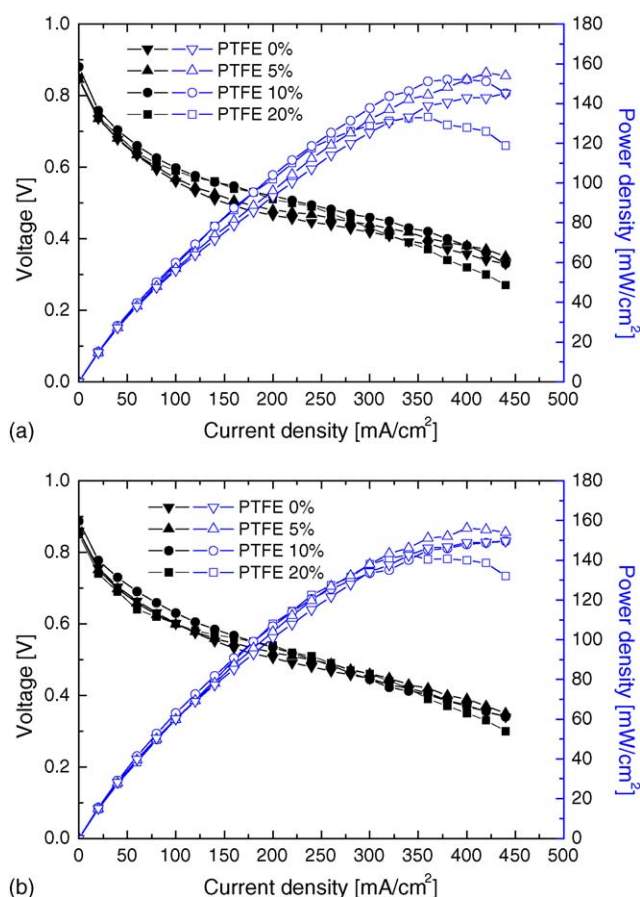 1.0
0.8
0.6
0.4
0.2
0.0
Voltage [V]
PTFE 0%
PTFE 5%
PTFE 10%
PTFE 20%
180
160
140
120
100
80
60
40
20
0
Power density [mW/cm²]
0 50 100 150 200 250 300 350 400 450 500
(a)
Current density [mA/cm²]
1.0
0.8
0.6
0.4
0.2
0.0
Voltage [V]
PTFE 0%
PTFE 5%
PTFE 10%
PTFE 20%
180
160
140
120
100
80
60
40
20
0
Power density [mW/cm²]
0 50 100 150 200 250 300 350 400 450 500
(b)
Current density [mA/cm²]